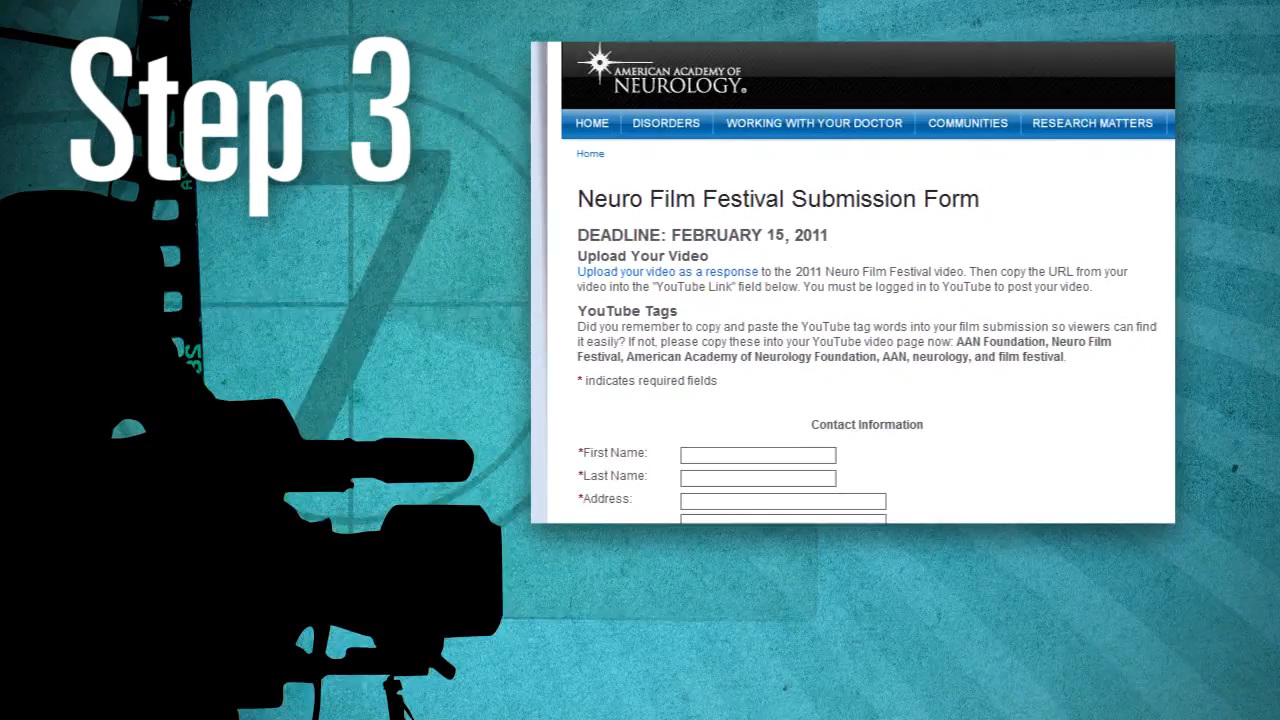 Step 3
AMERICAN ACADEMY OF
NEUROLOGY®
HOME DISORDERS WORKING WITH YOUR DOCTOR COMMUNITIES RESEARCH MATTERS
Home
Neuro Film Festival Submission Form
DEADLINE: FEBRUARY 15, 2011
Upload Your Video
Upload your video as a response to the 2011 Neuro Film Festival video. Then copy the URL from your
video into the "YouTube Link" field below. You must be logged in to YouTube to post your video.
YouTube Tags
Did you remember to copy and paste the YouTube tag words into your film submission so viewers can find
it easily? If not, please copy these into your YouTube video page now: AAN Foundation, Neuro Film
Festival, American Academy of Neurology Foundation, AAN, neurology, and film festival.
* indicates required fields
Contact Information
*First Name:
*Last Name:
*Address:
7